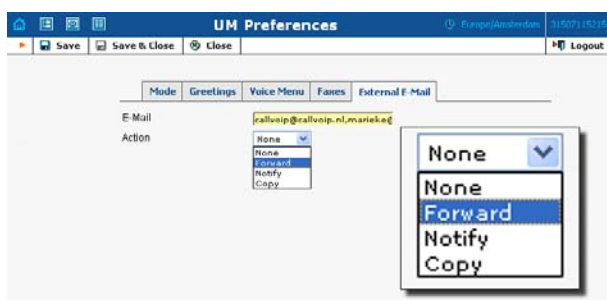 UM Preferences Europe/Amsterdam 31507115215
Save Save & Close Close Logout
Mode Greetings Voice Menu Faxes External E-Mail
E-Mail callvoip@callvoip.nl,marieke@
Action None
None
Forward
Notify
Copy
None
None
Forward
Notify
Copy